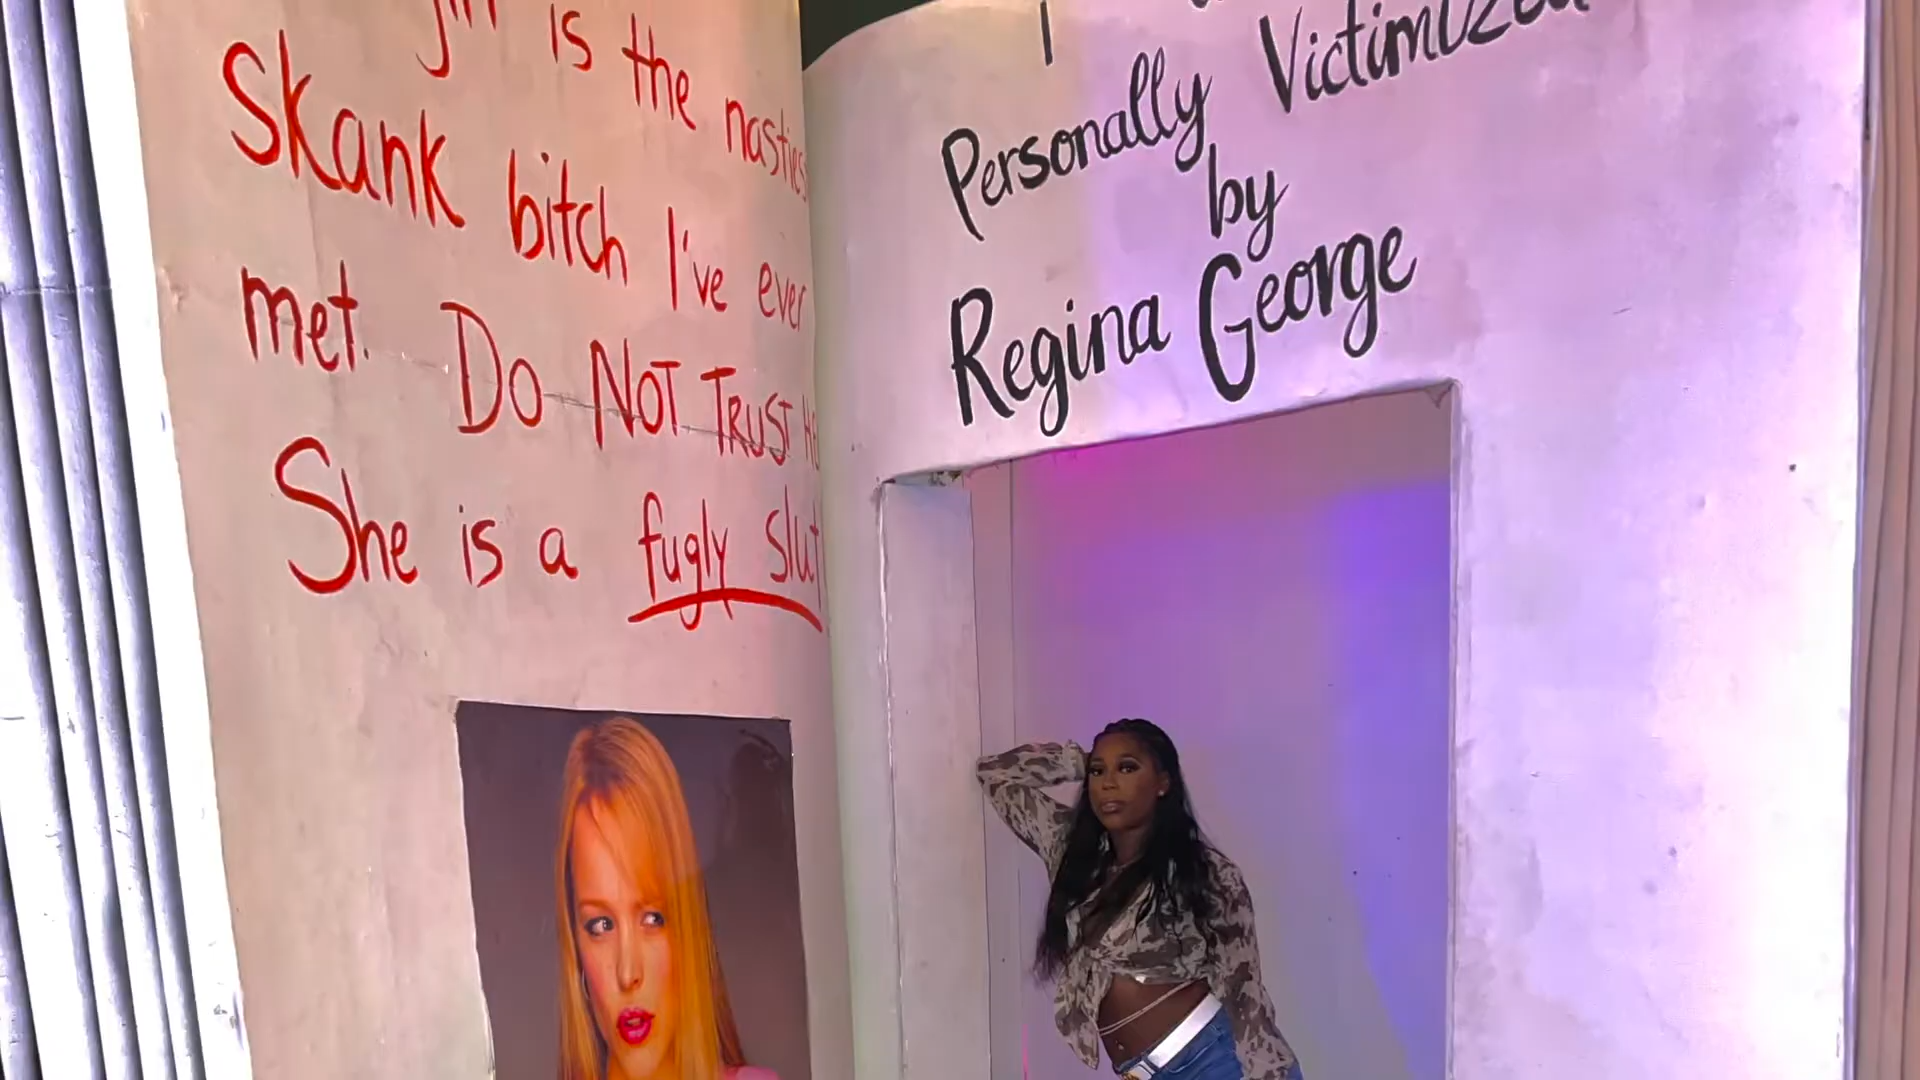 is the
Skank bitch I've ever
met. Do NOT TRUST
She is a fugly slut
Personally Victimized
by
Regina George